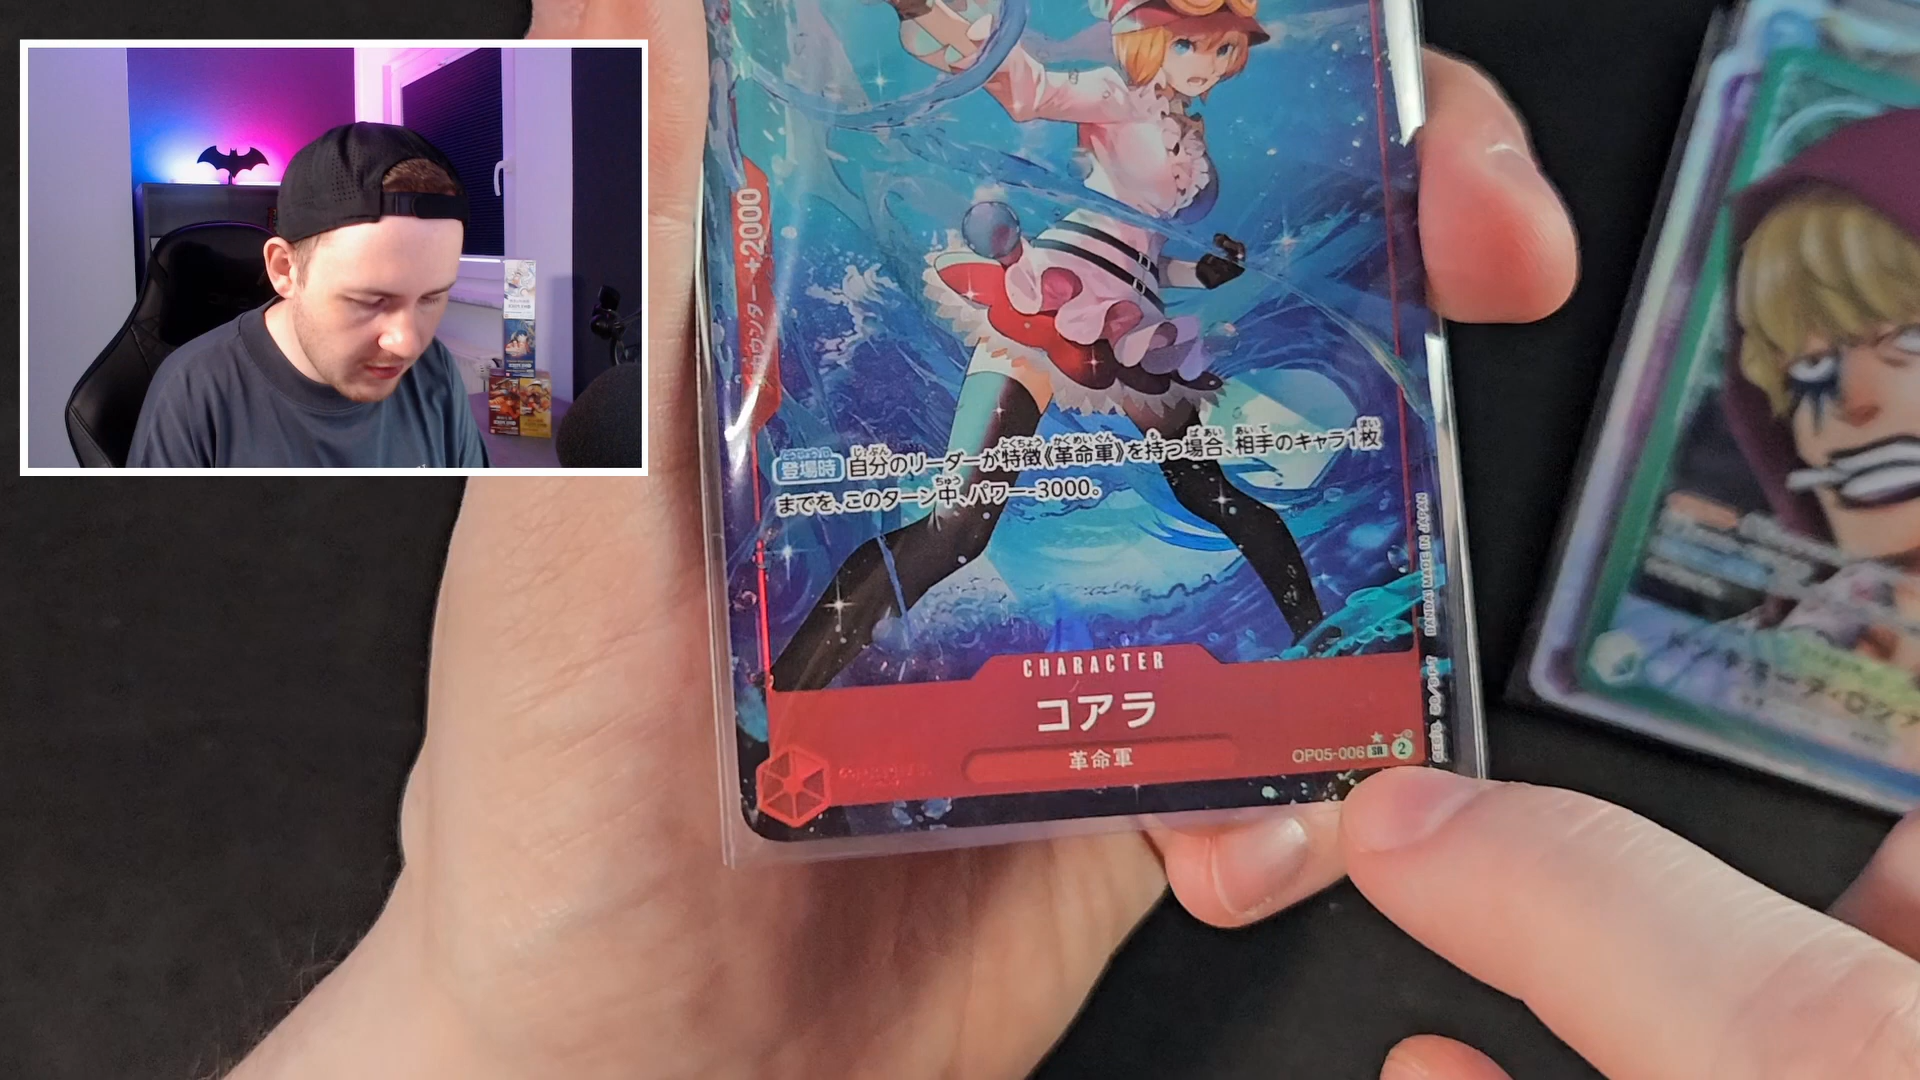 カウンター+2000
登場時 自分のリーダーが特徴《革命軍》を持つ場合、相手のキャラ1枚
までを、このターン中、パワー-3000。
BANDAI MADE IN JAPAN
CHARACTER
コアラ
革命軍
OP05-006 SR 2